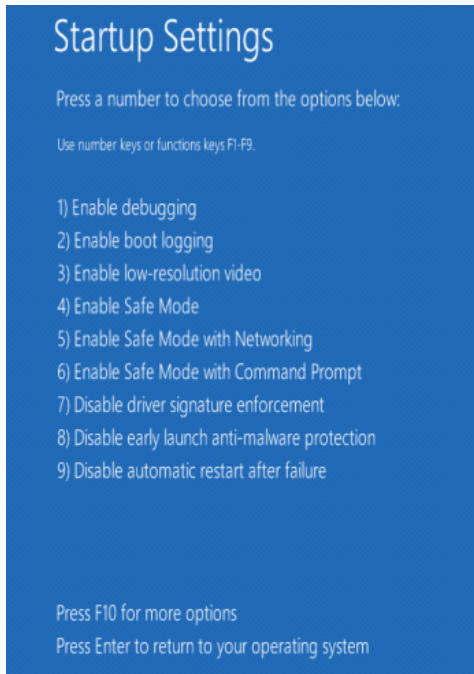 Startup Settings
Press a number to choose from the options below:
Use number keys or functions keys F1-F9.
1) Enable debugging
2) Enable boot logging
3) Enable low-resolution video
4) Enable Safe Mode
5) Enable Safe Mode with Networking
6) Enable Safe Mode with Command Prompt
7) Disable driver signature enforcement
8) Disable early launch anti-malware protection
9) Disable automatic restart after failure
Press F10 for more options
Press Enter to return to your operating system